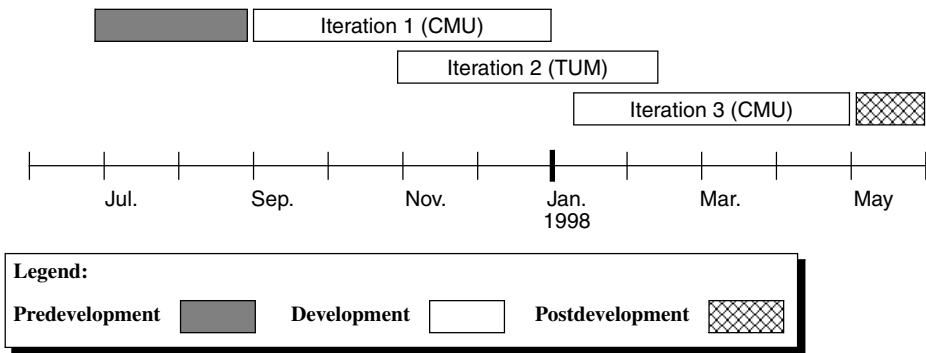 Iteration 1 (CMU)
Iteration 2 (TUM)
Iteration 3 (CMU)
Jul. Sep. Nov. Jan. Mar. May
1998
Legend:
Predevelopment Development Postdevelopment